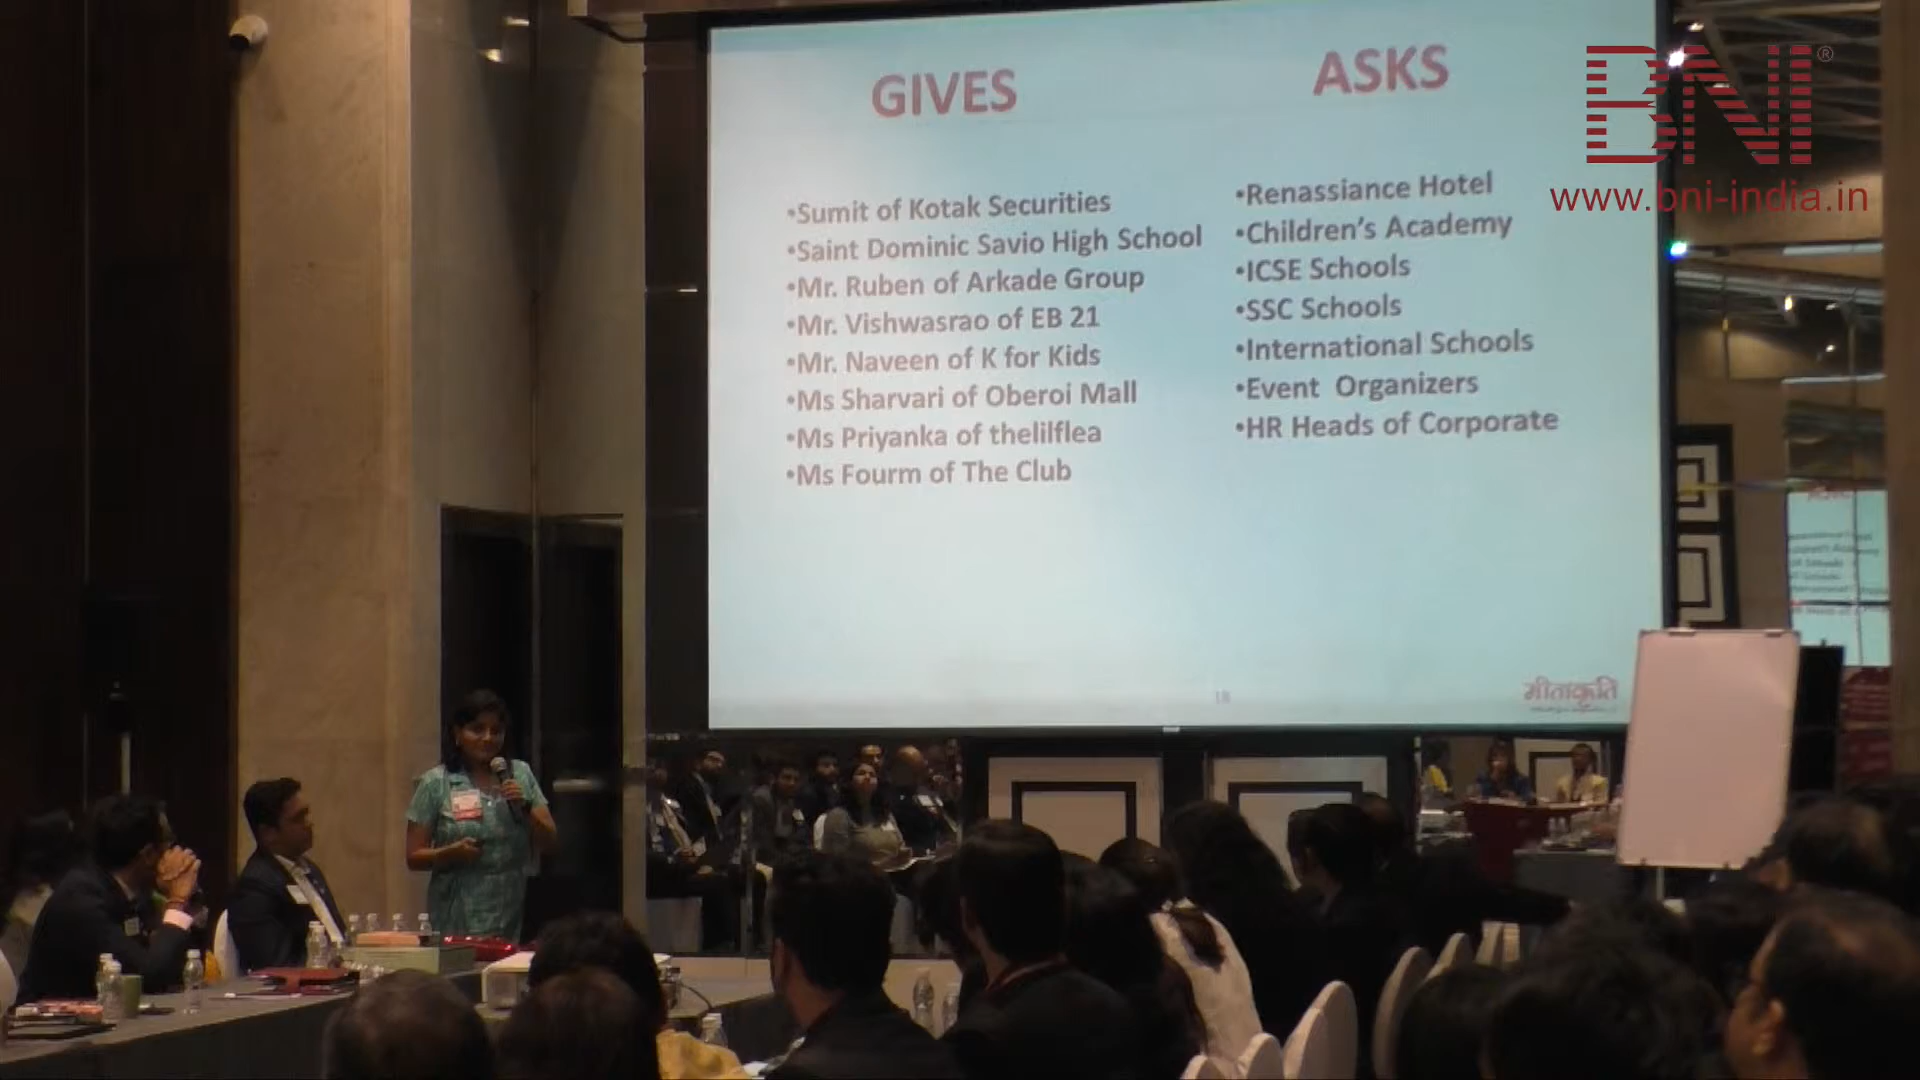 GIVES
•Sumit of Kotak Securities
•Saint Dominic Savio High School
•Mr. Ruben of Arkade Group
•Mr. Vishwasrao of EB 21
•Mr. Naveen of K for Kids
•Ms Sharvari of Oberoi Mall
•Ms Priyanka of thelilflea
•Ms Fourm of The Club
ASKS
•Renassiance Hotel
•Children's Academy
•ICSE Schools
•SSC Schools
•International Schools
•Event Organizers
•HR Heads of Corporate
18
मीताकृति
BNI®
www.bni-india.in